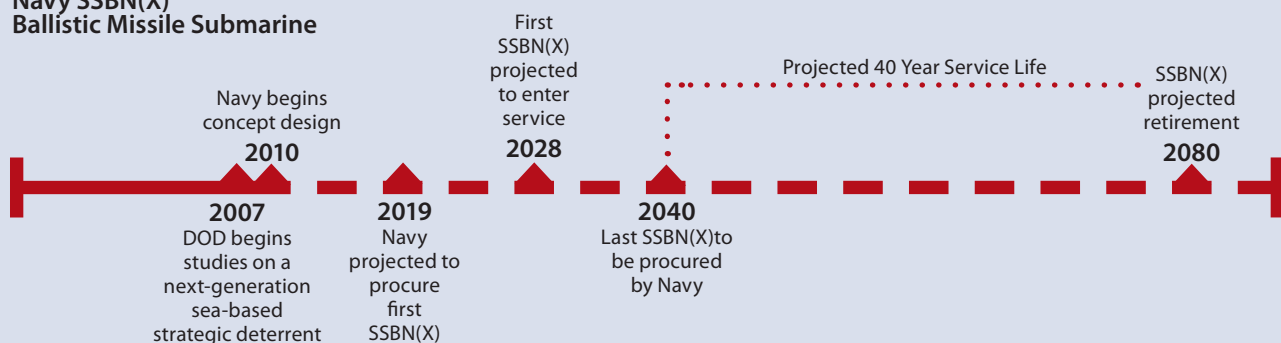 Navy SSBN(X)
Ballistic Missile Submarine
Navy begins
concept design
2010
First
SSBN(X)
projected
to enter
service
2028
Projected 40 Year Service Life
SSBN(X)
projected
retirement
2080
2007
DOD begins
studies on a
next-generation
sea-based
strategic deterrent
2019
Navy
projected to
procure
first
SSBN(X)
2040
Last SSBN(X)to
be procured
by Navy